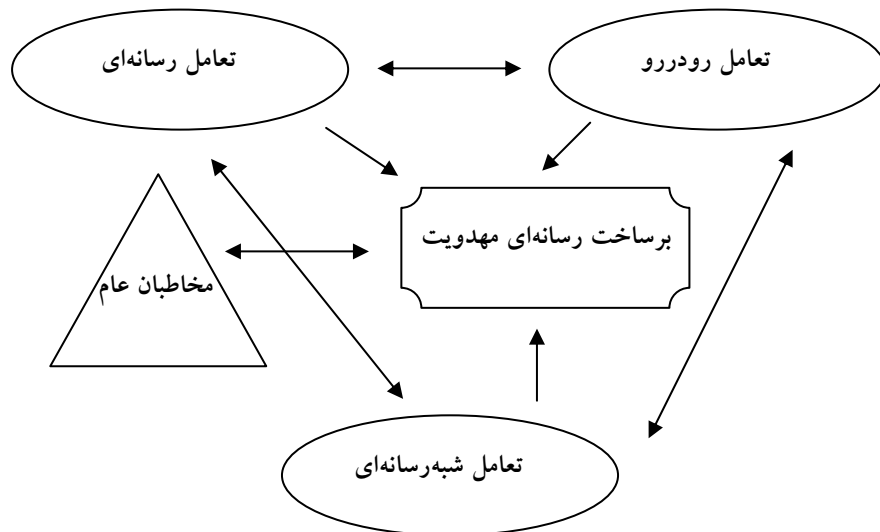 تعامل رودررو
تعامل رسانه‌ای
برساخت رسانه‌ای مهدویت
مخاطبان عام
تعامل شبه‌رسانه‌ای